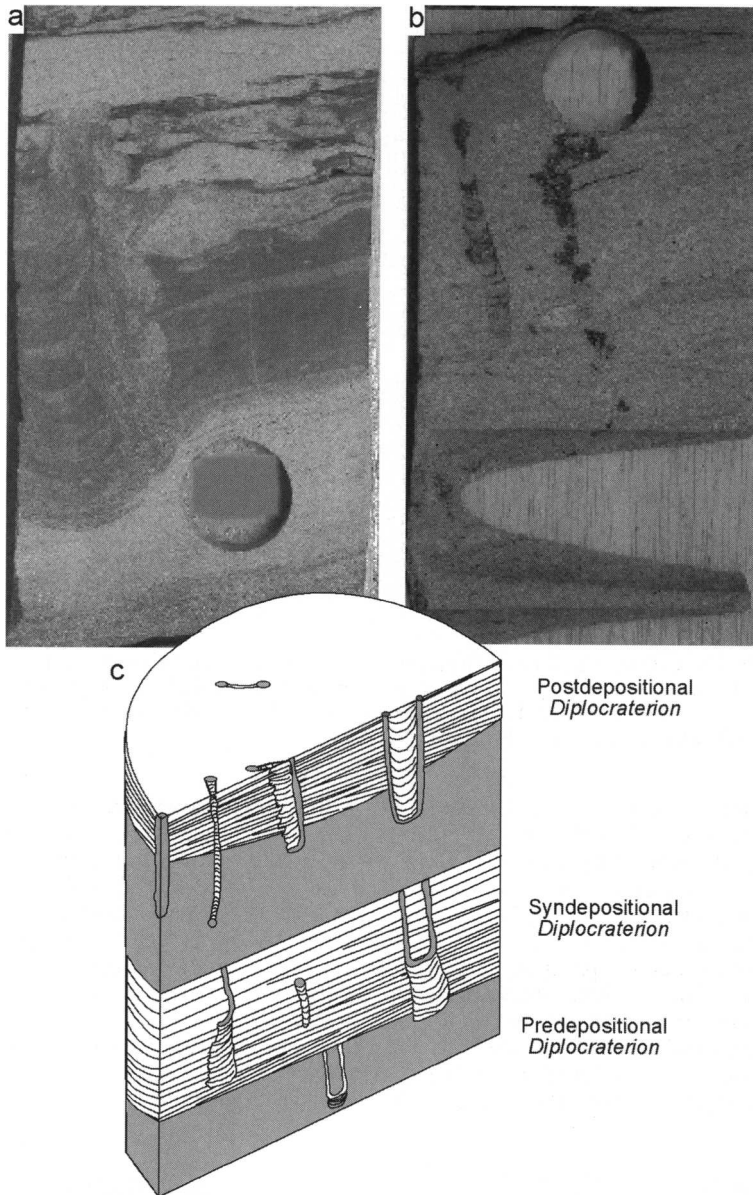 a
b
c
Postdepositional
Diplocraterion
Syndepositional
Diplocraterion
Predepositional
Diplocraterion